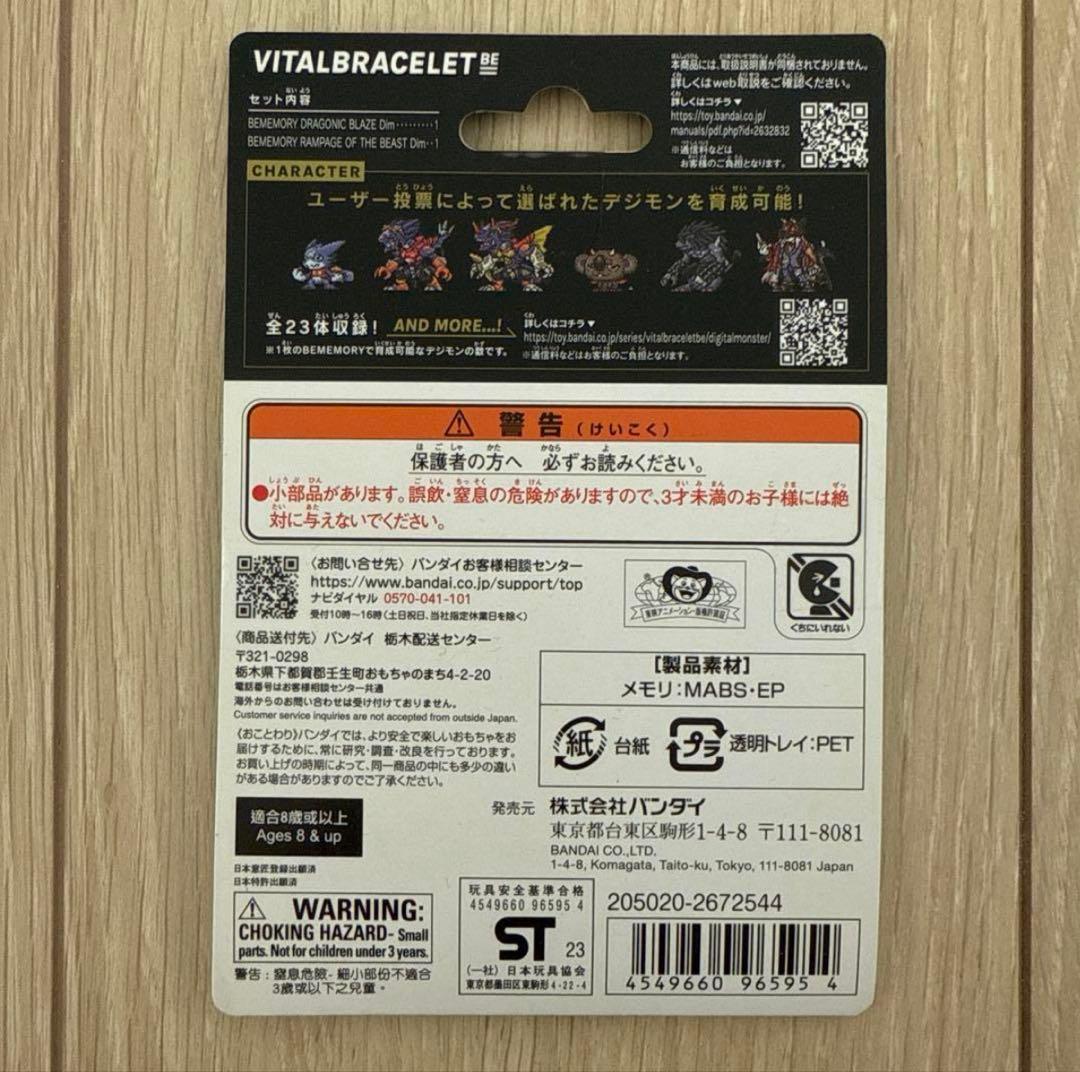 VITALBRACELET BE
セット内容
BEMEMORY DRAGONIC BLAZE Dim………1
BEMEMORY RAMPAGE OF THE BEAST Dim‥1
本商品には、取扱説明書が同梱されておりません。
詳しくはweb取説をご確認ください。
詳しくはコチラ▼
https://toy.bandai.co.jp/
manuals/pdf.php?id=2632832
※通信料などは
お客様のご負担となります。
CHARACTER
ユーザー投票によって選ばれたデジモンを育成可能!
全23体収録! AND MORE...!
※1枚のBEMEMORYで育成可能なデジモンの数です。
詳しくはコチラ▼
https://toy.bandai.co.jp/series/vitalbraceletbe/digitalmonster/
※通信料などはお客様のご負担となります。
警告(けいこく)
保護者の方へ 必ずお読みください。
●小部品があります。誤飲・窒息の危険がありますので、3才未満のお子様には絶
対に与えないでください。
〈お問い合せ先〉バンダイお客様相談センター
https://www.bandai.co.jp/support/top
ナビダイヤル 0570-041-101
受付10時〜16時(土日祝日、当社指定休業日を除く)
〈商品送付先〉バンダイ 栃木配送センター
〒321-0298
栃木県下都賀郡壬生町おもちゃのまち4-2-20
電話番号はお客様相談センター共通
海外からのお問い合わせは受け付けておりません。
Customer service inquiries are not accepted from outside Japan.
〈おことわり〉バンダイでは、より安全で楽しいおもちゃをお
届けするために、常に研究・調査・改良を行っております。
お買い上げの時期によって、同一商品の中にも多少の違い
がある場合がありますのでご了承ください。
東映アニメーション・版権許諾証
くちにいれない
【製品素材】
メモリ:MABS・EP
紙 台紙
プラ 透明トレイ:PET
適合8歳或以上
Ages 8 & up
発売元 株式会社バンダイ
東京都台東区駒形1-4-8 〒111-8081
BANDAI CO.,LTD.
1-4-8, Komagata, Taito-ku, Tokyo, 111-8081 Japan
日本意匠登録出願済
日本特許出願済
WARNING:
CHOKING HAZARD- Small
parts. Not for children under 3 years.
警告:窒息危險-細小部份不適合
3歲或以下之兒童。
玩具安全基準合格
4549660 96595 4
ST 23
(一社)日本玩具協会
東京都墨田区東駒形4-22-4
205020-2672544
4549660 965954